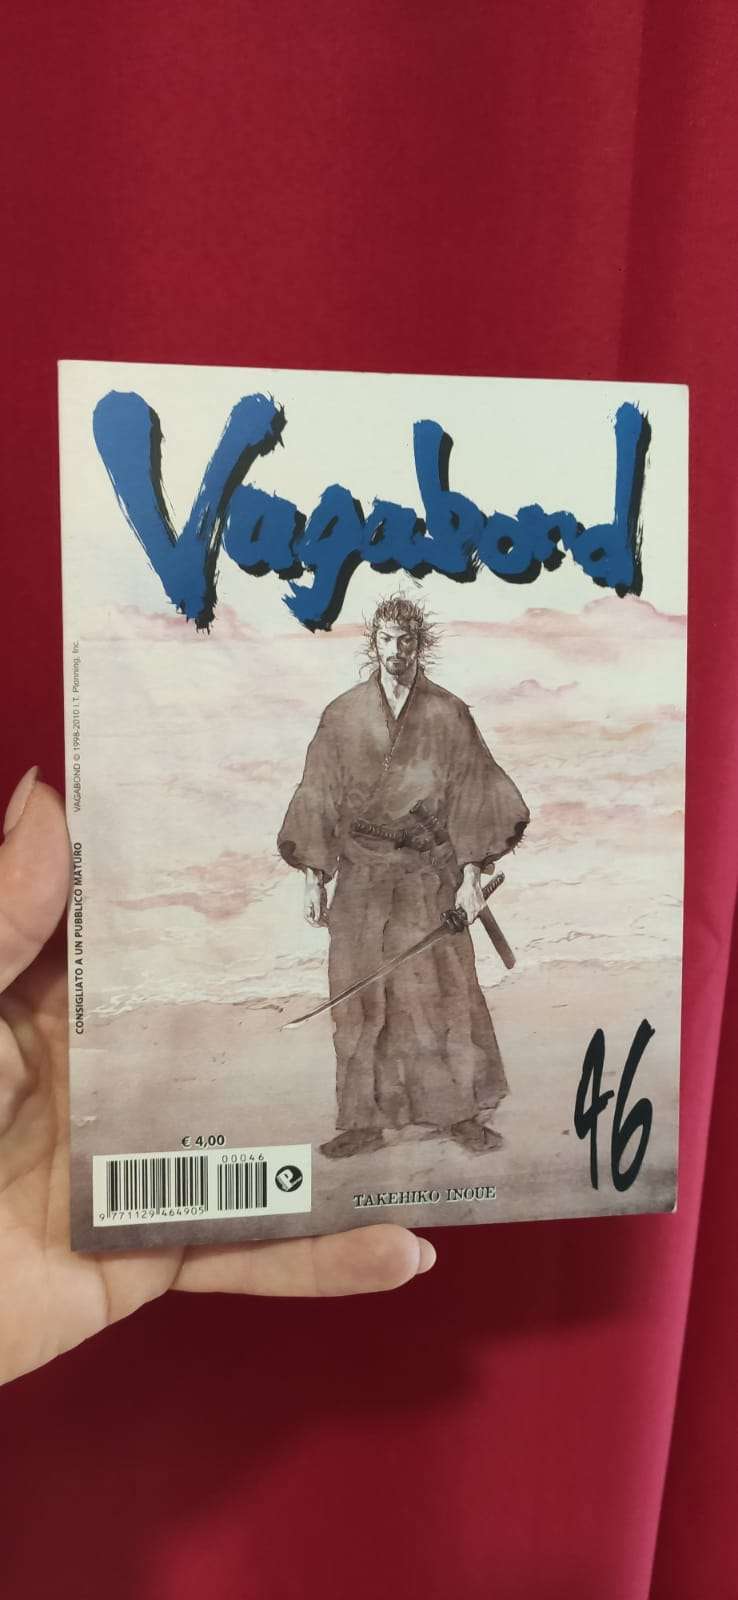 Vagabond
VAGABOND © 1998-2010 I.T. Planning, Inc.
CONSIGLIATO A UN PUBBLICO MATURO
46
€ 4,00
00046
9 771129 464905
TAKEHIKO INOUE